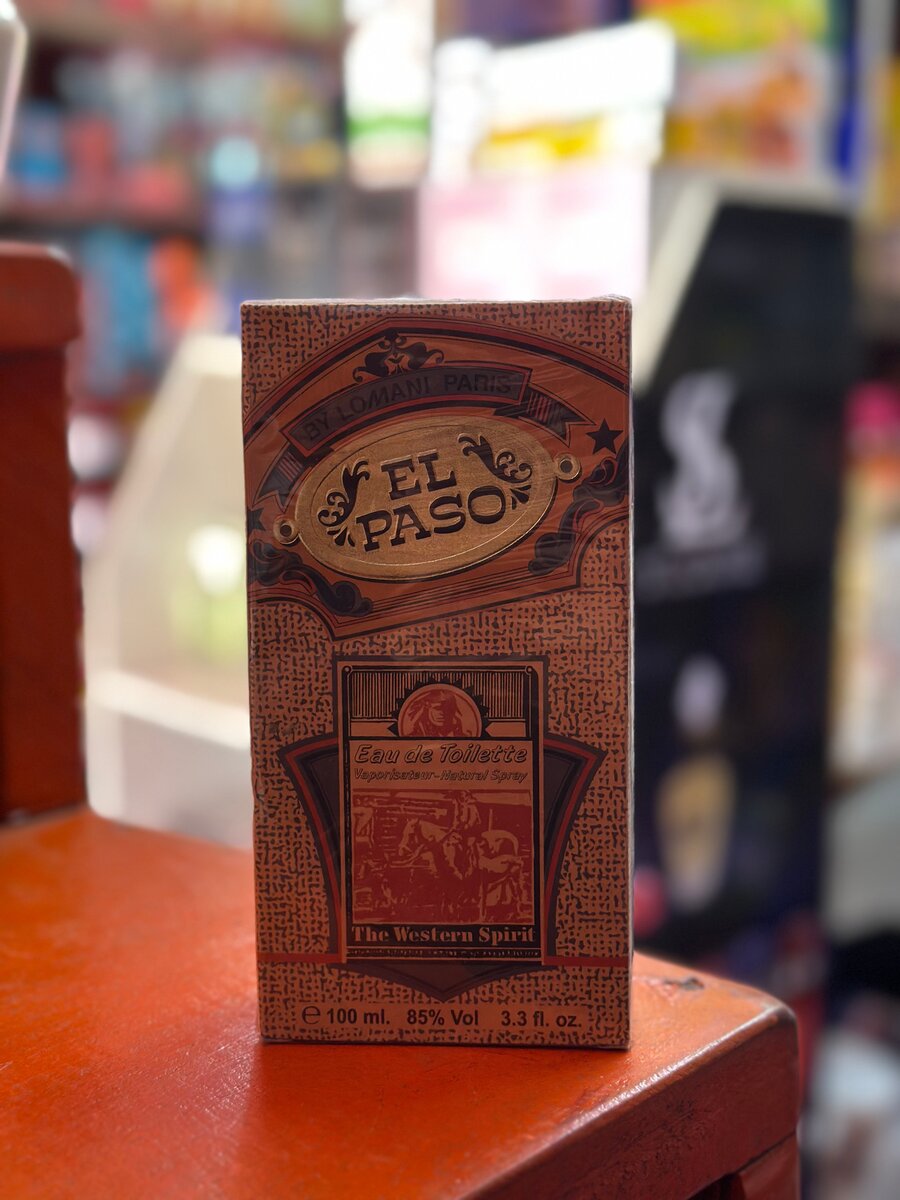 BY LOMANI PARIS
EL
PASO
Eau de Toilette
Vaporisateur-Natural Spray
The Western Spirit
℮ 100 ml. 85% Vol 3.3 fl. oz.